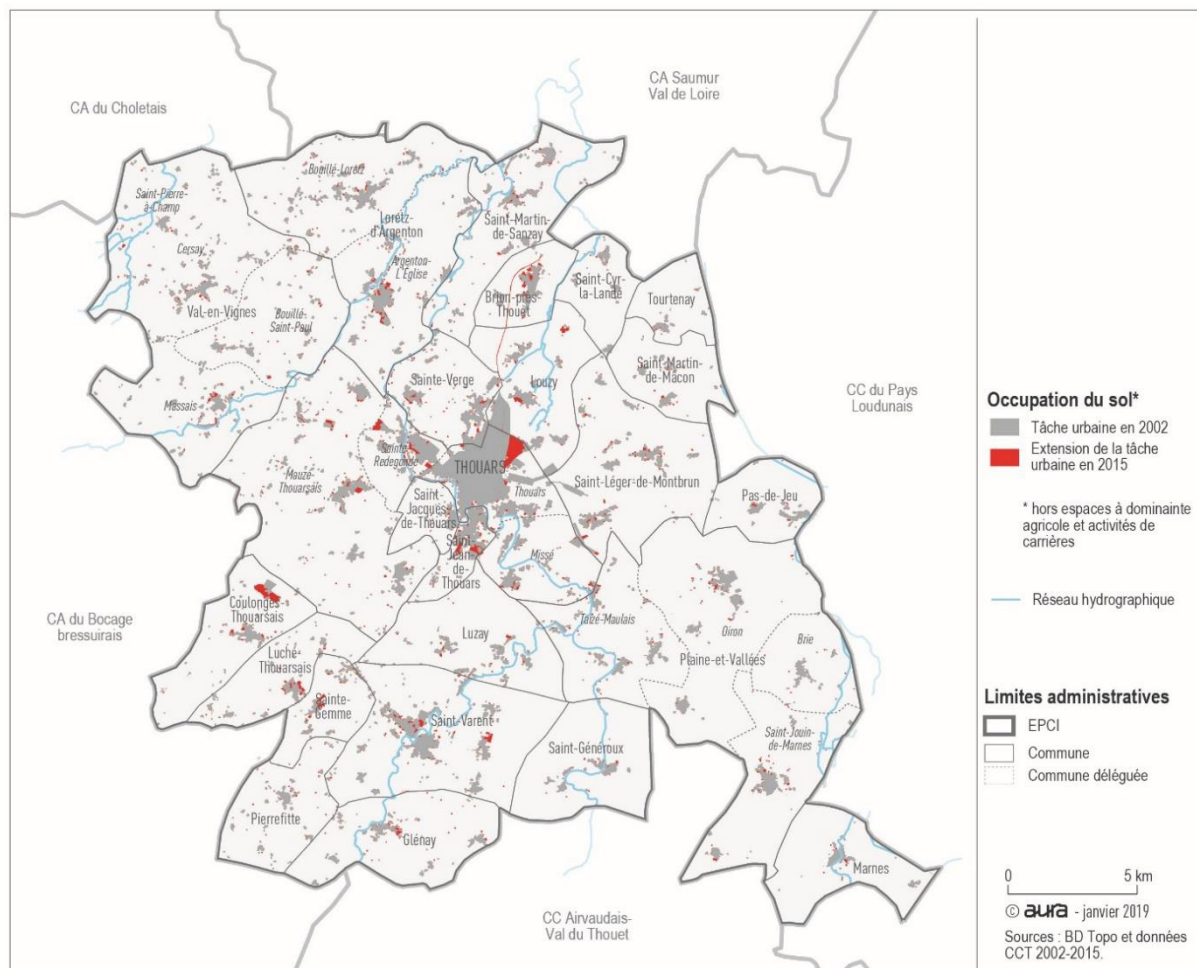 CA du Choletais
CA Saumur
Val de Loire
Bouillé-Loretz
Saint-Pierre-
à-Champ
Loretz-
d'Argenton
Saint-Martin-
de-Sanzay
Cersay
Argenton-
L'Église
Saint-Cyr-
la-Lande
Brion-près-
Thouet
Tourtenay
Val-en-Vignes
Bouillé-
Saint-Paul
Saint-Martin-
de-Mâcon
Sainte-Verge
Louzy
Massais
CC du Pays
Loudunais
Sainte-
Redegonde
THOUARS
Mauzé-
Thouarsais
Thouars
Saint-Léger-de-Montbrun
Pas-de-Jeu
Saint-
Jacques-
de-Thouars
Saint-
Jean-
de-
Thouars
Missé
Coulonges-
Thouarsais
CA du Bocage
bressuirais
Taizé-Maulais
Oiron
Brie
Luzay
Plaine-et-Vallées
Luché-
Thouarsais
Sainte-
Gemme
Saint-Varent
Saint-Jouin-
de-Marnes
Saint-Généroux
Pierrefitte
Glénay
Marnes
CC Airvaudais-
Val du Thouet
Occupation du sol*
Tâche urbaine en 2002
Extension de la tâche
urbaine en 2015
* hors espaces à dominainte
agricole et activités de
carrières
Réseau hydrographique
Limites administratives
EPCI
Commune
Commune déléguée
0 5 km
© aura - janvier 2019
Sources : BD Topo et données
CCT 2002-2015.